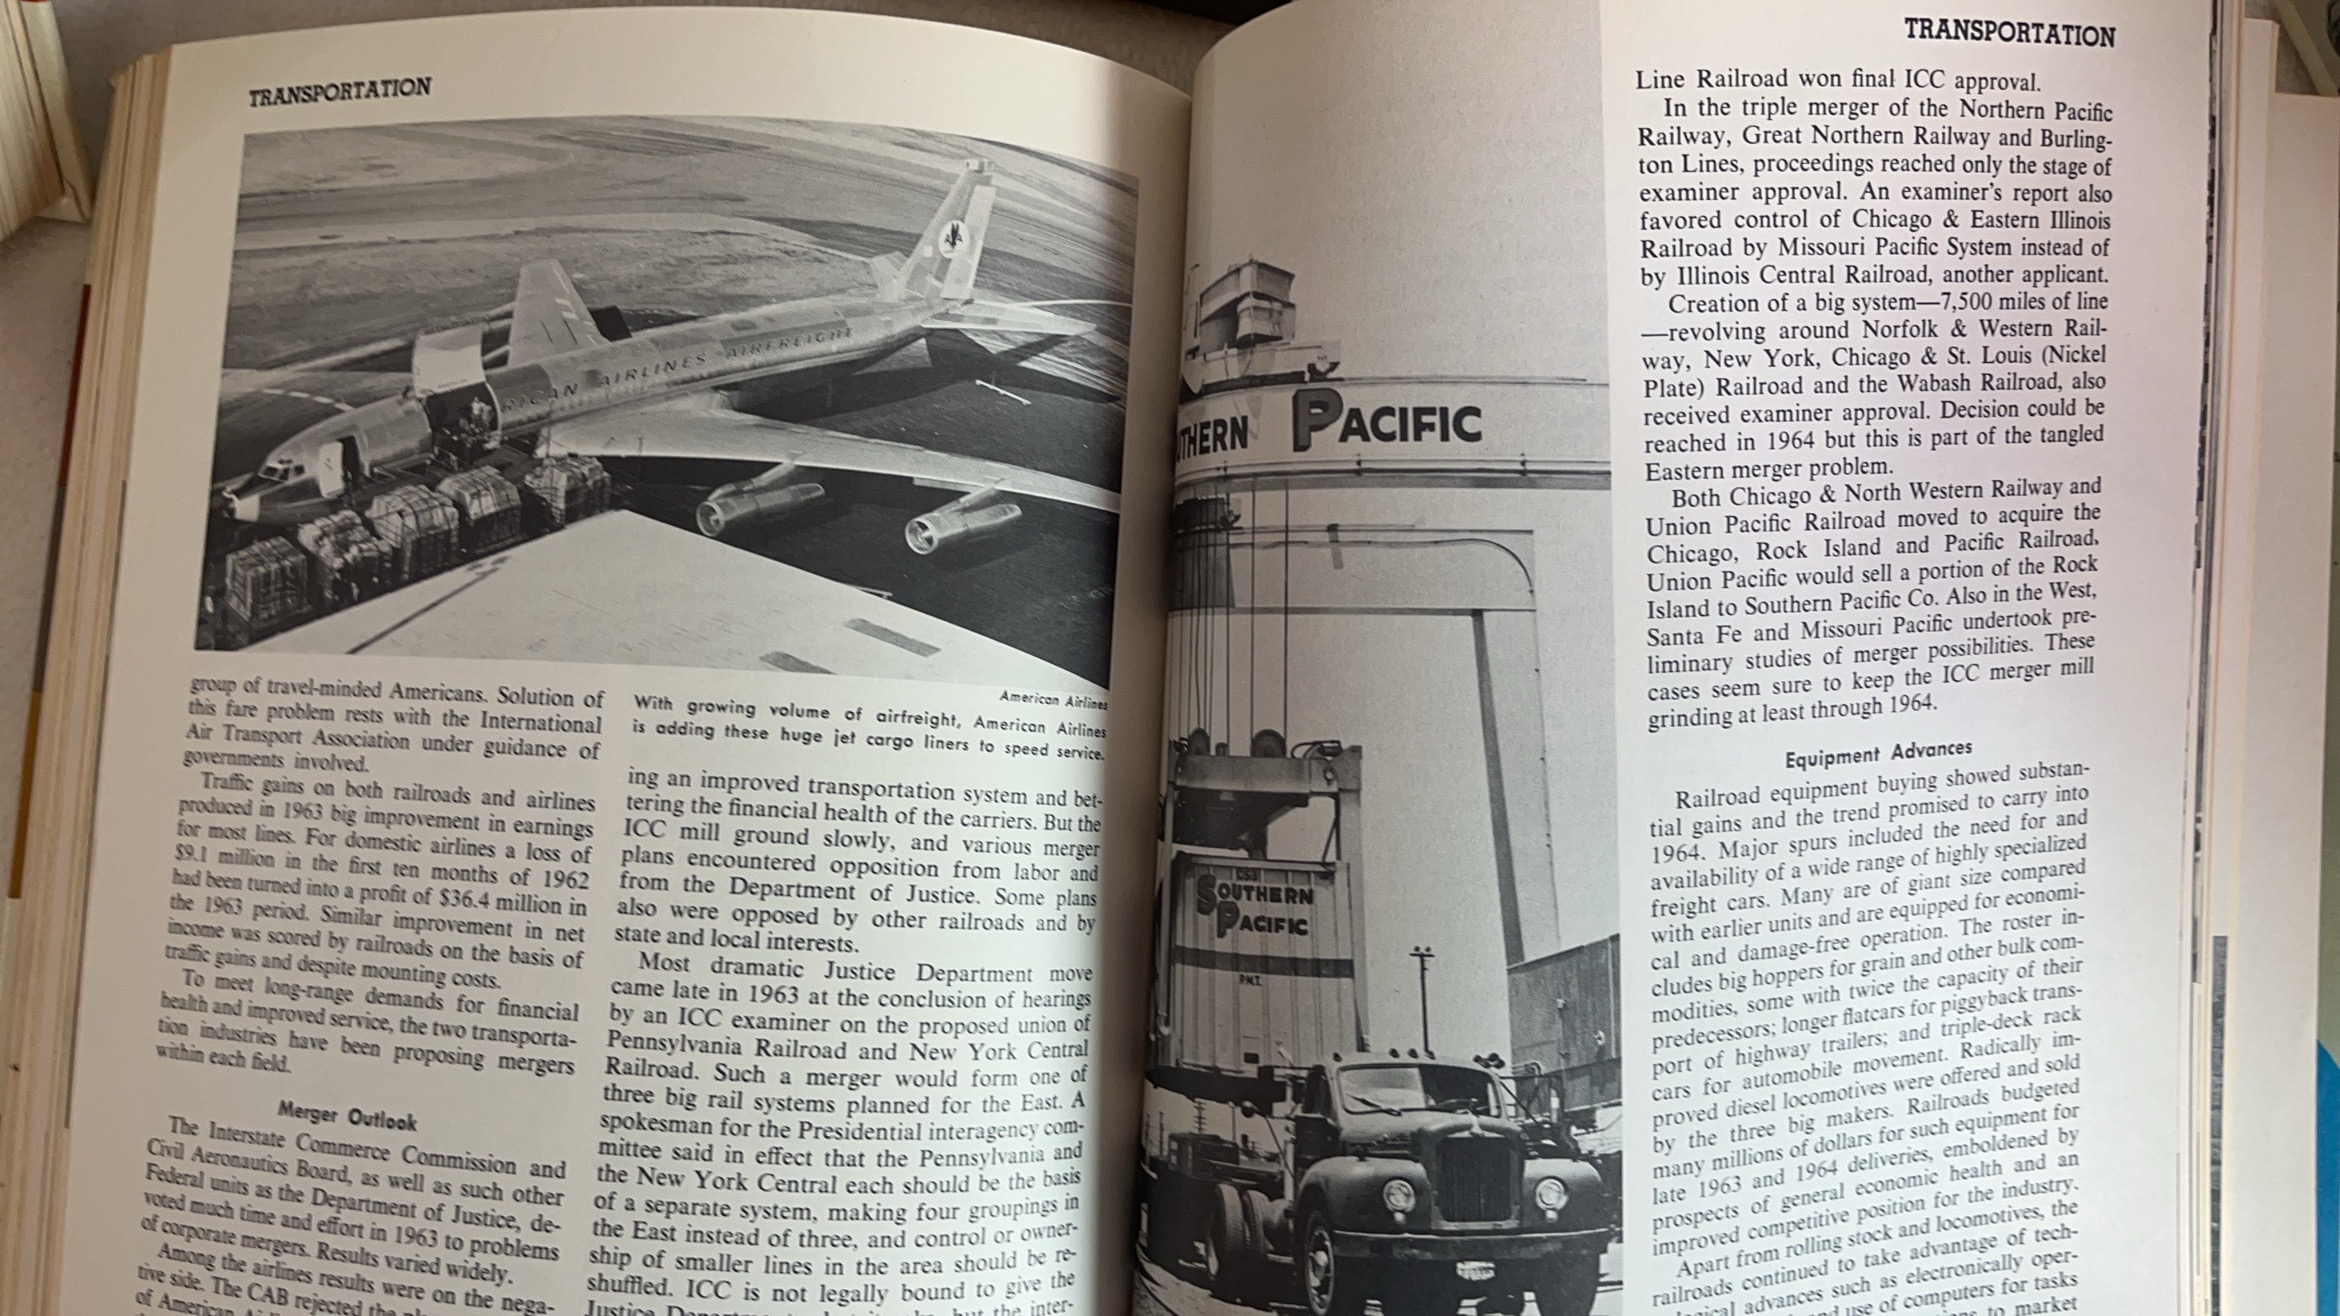 TRANSPORTATION
AIRLINES AIRFREIGHT
American Airlines
With growing volume of airfreight, American Airlines
is adding these huge jet cargo liners to speed service.
group of travel-minded Americans. Solution of
this fare problem rests with the International
Air Transport Association under guidance of
governments involved.
Traffic gains on both railroads and airlines
produced in 1963 big improvement in earnings
for most lines. For domestic airlines a loss of
$9.1 million in the first ten months of 1962
had been turned into a profit of $36.4 million in
the 1963 period. Similar improvement in net
income was scored by railroads on the basis of
traffic gains and despite mounting costs.
To meet long-range demands for financial
health and improved service, the two transporta-
tion industries have been proposing mergers
within each field.
Merger Outlook
The Interstate Commerce Commission and
Civil Aeronautics Board, as well as such other
Federal units as the Department of Justice, de-
voted much time and effort in 1963 to problems
of corporate mergers. Results varied widely.
Among the airlines results were on the nega-
tive side. The CAB rejected the
of American
ing an improved transportation system and bet-
tering the financial health of the carriers. But the
ICC mill ground slowly, and various merger
plans encountered opposition from labor and
from the Department of Justice. Some plans
also were opposed by other railroads and by
state and local interests.
Most dramatic Justice Department move
came late in 1963 at the conclusion of hearings
by an ICC examiner on the proposed union of
Pennsylvania Railroad and New York Central
Railroad. Such a merger would form one of
three big rail systems planned for the East. A
spokesman for the Presidential interagency com-
mittee said in effect that the Pennsylvania and
the New York Central each should be the basis
of a separate system, making four groupings in
the East instead of three, and control or owner-
ship of smaller lines in the area should be re-
shuffled. ICC is not legally bound to give the
Justice but the inter-
THERN PACIFIC
SOUTHERN
PACIFIC
PMT
TRANSPORTATION
Line Railroad won final ICC approval.
In the triple merger of the Northern Pacific
Railway, Great Northern Railway and Burling-
ton Lines, proceedings reached only the stage of
examiner approval. An examiner's report also
favored control of Chicago & Eastern Illinois
Railroad by Missouri Pacific System instead of
by Illinois Central Railroad, another applicant.
Creation of a big system—7,500 miles of line
—revolving around Norfolk & Western Rail-
way, New York, Chicago & St. Louis (Nickel
Plate) Railroad and the Wabash Railroad, also
received examiner approval. Decision could be
reached in 1964 but this is part of the tangled
Eastern merger problem.
Both Chicago & North Western Railway and
Union Pacific Railroad moved to acquire the
Chicago, Rock Island and Pacific Railroad.
Union Pacific would sell a portion of the Rock
Island to Southern Pacific Co. Also in the West,
Santa Fe and Missouri Pacific undertook pre-
liminary studies of merger possibilities. These
cases seem sure to keep the ICC merger mill
grinding at least through 1964.
Equipment Advances
Railroad equipment buying showed substan-
tial gains and the trend promised to carry into
1964. Major spurs included the need for and
availability of a wide range of highly specialized
freight cars. Many are of giant size compared
with earlier units and are equipped for economi-
cal and damage-free operation. The roster in-
cludes big hoppers for grain and other bulk com-
modities, some with twice the capacity of their
predecessors; longer flatcars for piggyback trans-
port of highway trailers; and triple-deck rack
cars for automobile movement. Radically im-
proved diesel locomotives were offered and sold
by the three big makers. Railroads budgeted
many millions of dollars for such equipment for
late 1963 and 1964 deliveries, emboldened by
prospects of general economic health and an
improved competitive position for the industry.
Apart from rolling stock and locomotives, the
railroads continued to take advantage of tech-
advances such as electronically oper-
use of computers for tasks
to market